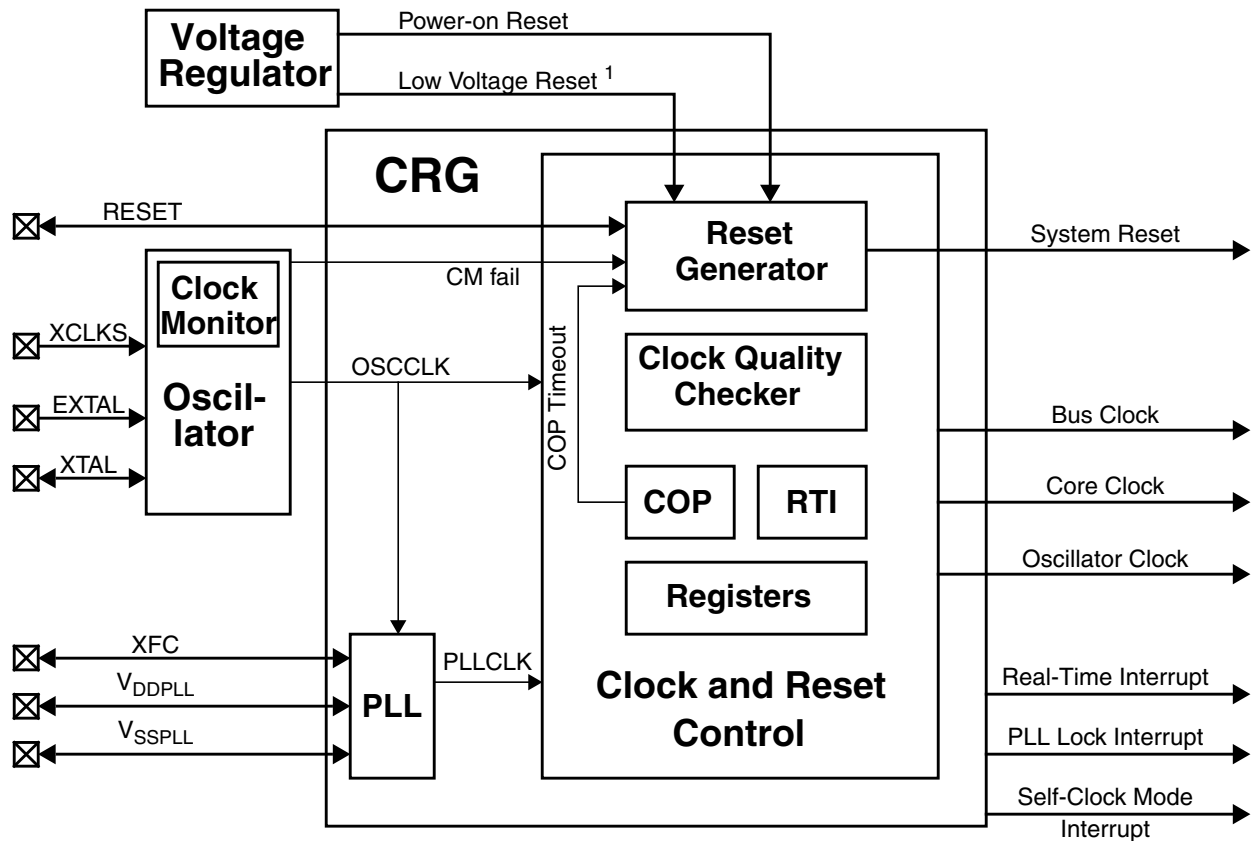 Voltage
Regulator
Power-on Reset
Low Voltage Reset 1
CRG
RESET
Reset
Generator
System Reset
CM fail
Clock
Monitor
XCLKS
OSCCLK
COP Timeout
Clock Quality
Checker
EXTAL
Oscil-
lator
XTAL
Bus Clock
COP
RTI
Core Clock
Oscillator Clock
Registers
XFC
VDDPLL
VSSPLL
PLL
PLLCLK
Clock and Reset
Control
Real-Time Interrupt
PLL Lock Interrupt
Self-Clock Mode
Interrupt